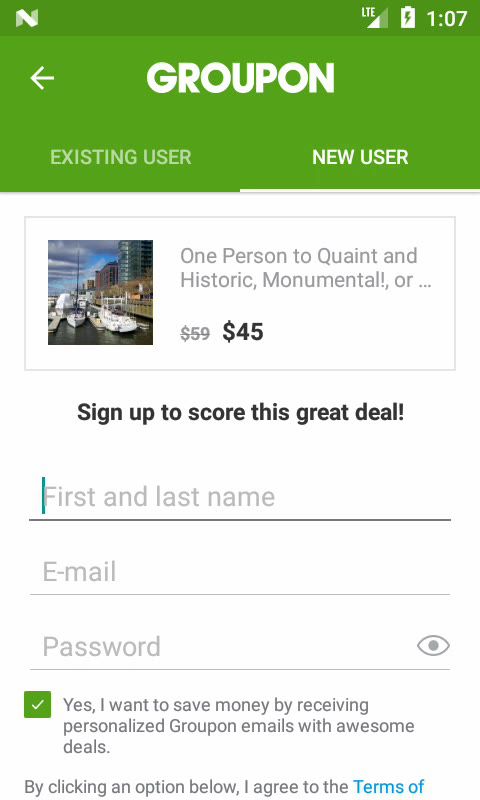 LTE 1:07
GROUPON
EXISTING USER NEW USER
One Person to Quaint and
Historic, Monumental!, or ...
$59 $45
Sign up to score this great deal!
First and last name
E-mail
Password
Yes, I want to save money by receiving
personalized Groupon emails with awesome
deals.
By clicking an option below, I agree to the Terms of